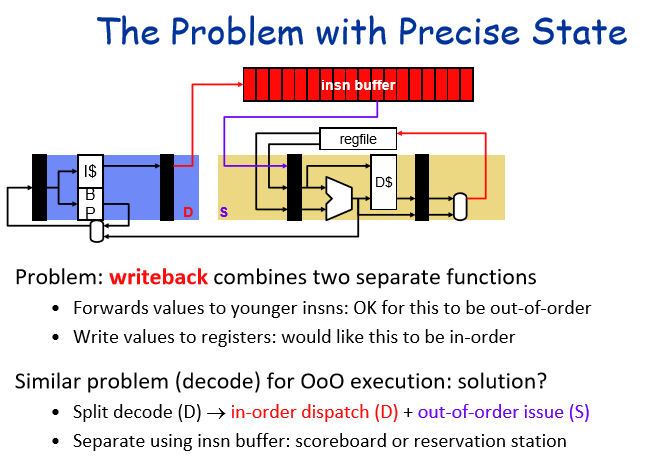 The Problem with Precise State
insn buffer
regfile
I$
B
P
D$
D
S
Problem: writeback combines two separate functions
• Forwards values to younger insns: OK for this to be out-of-order
• Write values to registers: would like this to be in-order
Similar problem (decode) for OoO execution: solution?
• Split decode (D) → in-order dispatch (D) + out-of-order issue (S)
• Separate using insn buffer: scoreboard or reservation station